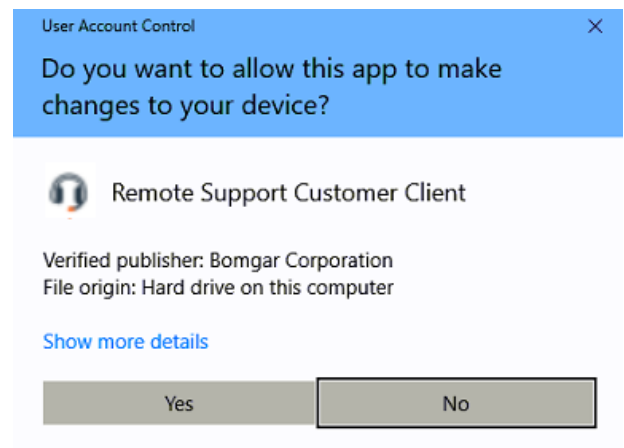 User Account Control
Do you want to allow this app to make
changes to your device?
Remote Support Customer Client
Verified publisher: Bomgar Corporation
File origin: Hard drive on this computer
Show more details
Yes
No